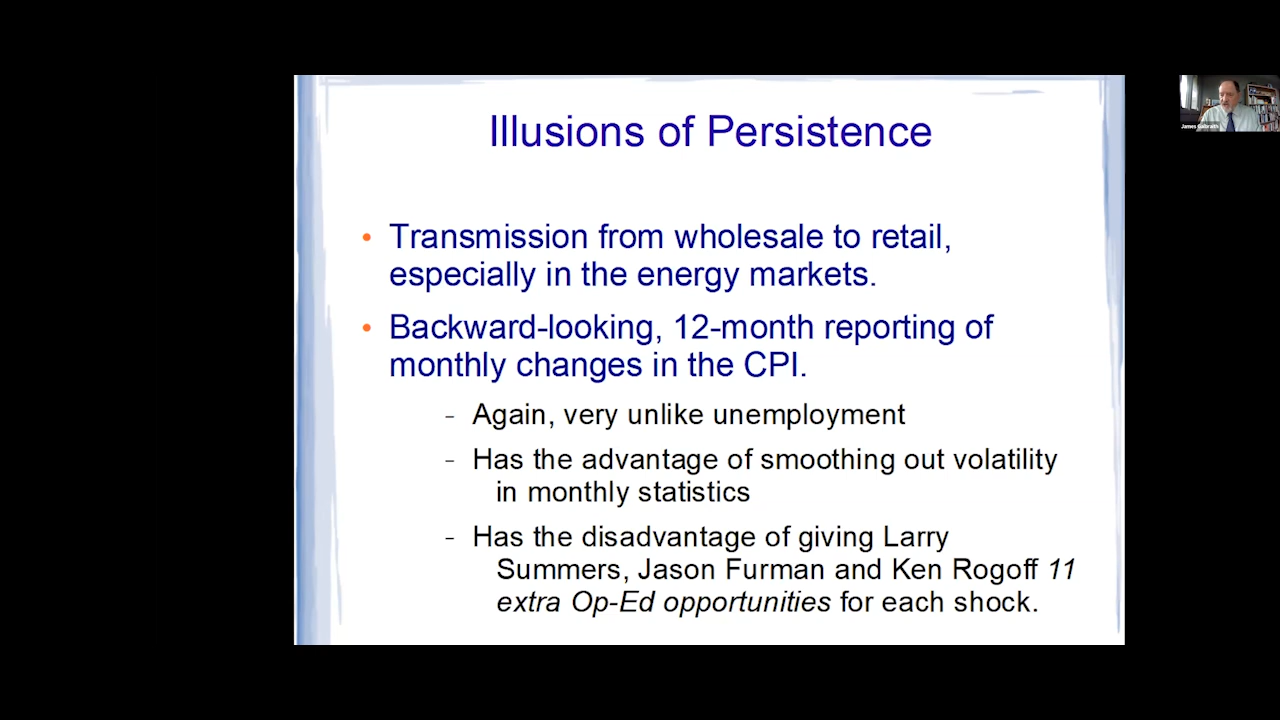 Illusions of Persistence
James Galbraith
• Transmission from wholesale to retail,
especially in the energy markets.
• Backward-looking, 12-month reporting of
monthly changes in the CPI.
– Again, very unlike unemployment
– Has the advantage of smoothing out volatility
in monthly statistics
– Has the disadvantage of giving Larry
Summers, Jason Furman and Ken Rogoff 11
extra Op-Ed opportunities for each shock.